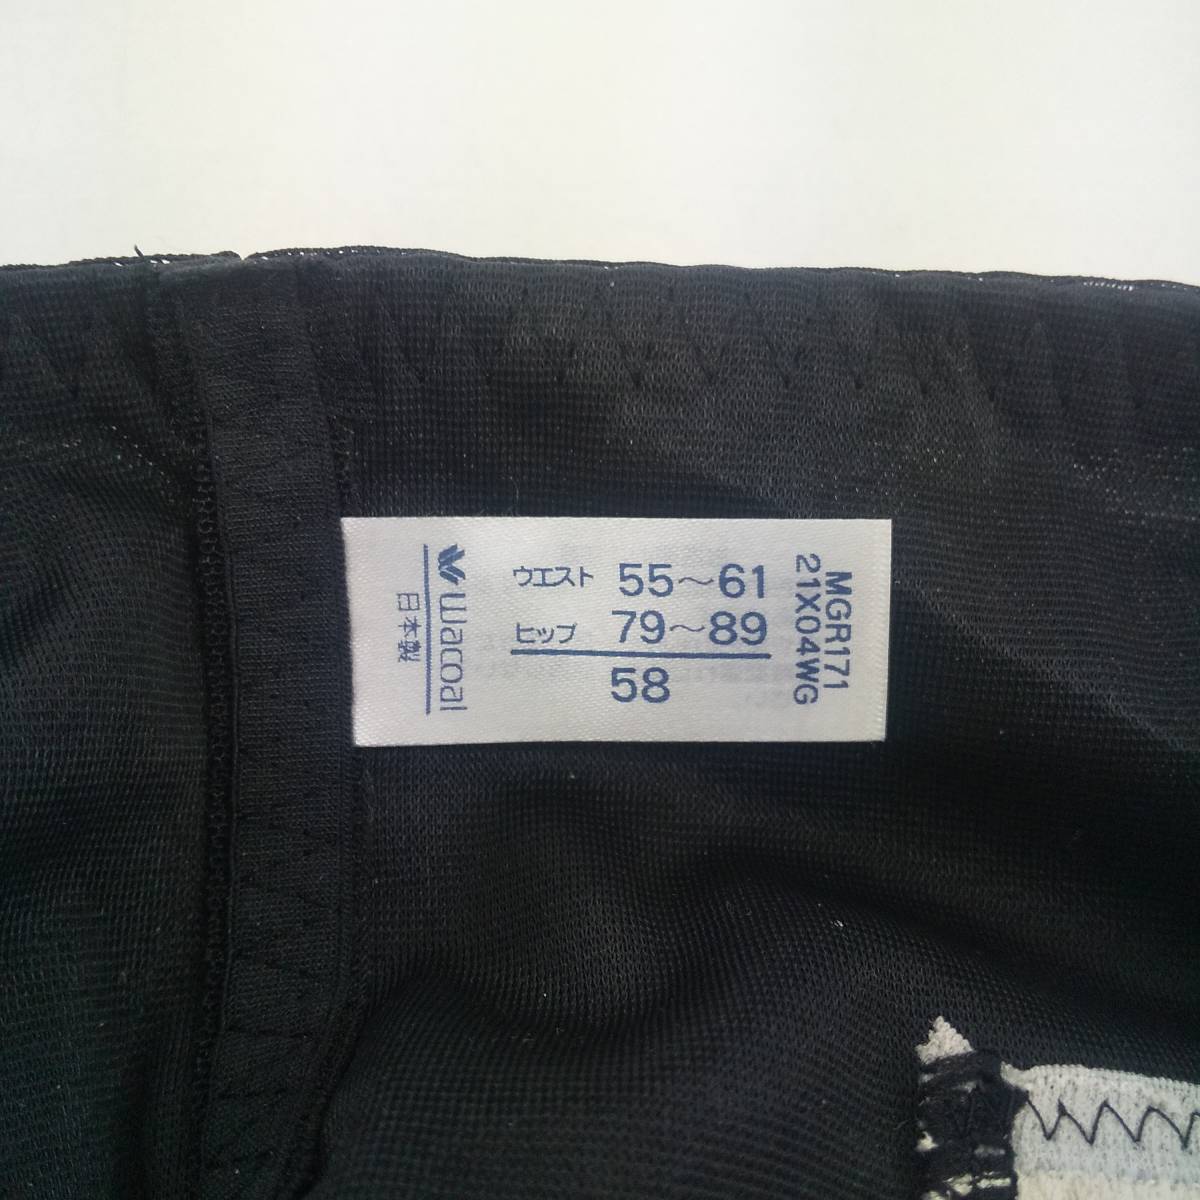 ウエスト 55～61
ヒップ 79～89
58
Wacoal
日本製
MGR171
21X04WG